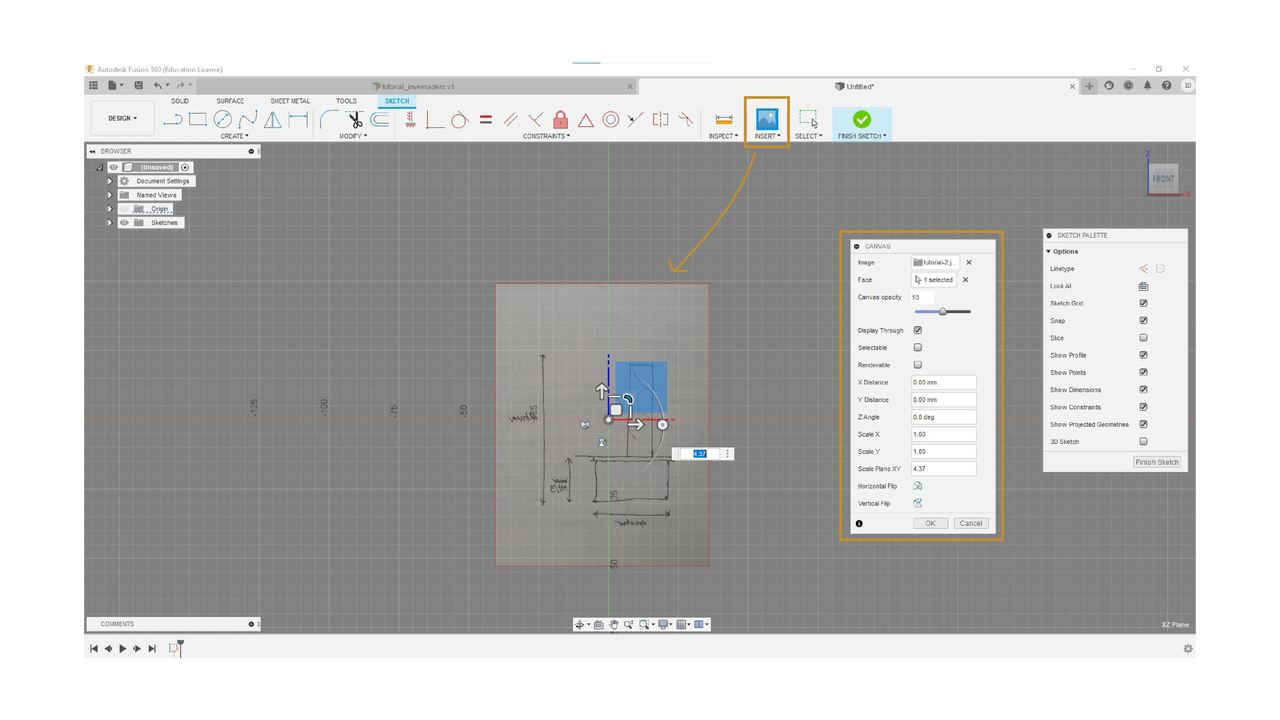 Autodesk Fusion 360 (Education License)
tutorial_invernadero v1
Untitled*
SOLID SURFACE SHEET METAL TOOLS SKETCH
DESIGN
CREATE MODIFY CONSTRAINTS INSPECT INSERT SELECT FINISH SKETCH
BROWSER
(Unsaved)
Document Settings
Named Views
Origin
Sketches
Z
FRONT
X
CANVAS
Image tutorial-2.j...
Face 1 selected
Canvas opacity 50
Display Through
Selectable
Renderable
X Distance 0.00 mm
Y Distance 0.00 mm
Z Angle 0.0 deg
Scale X 1.00
Scale Y 1.00
Scale Plane XY 4.37
Horizontal Flip
Vertical Flip
OK Cancel
SKETCH PALETTE
Options
Linetype
Look At
Sketch Grid
Snap
Slice
Show Profile
Show Points
Show Dimensions
Show Constraints
Show Projected Geometries
3D Sketch
Finish Sketch
-125 -100 -75 -50
25
50
4.37
COMMENTS
XZ Plane